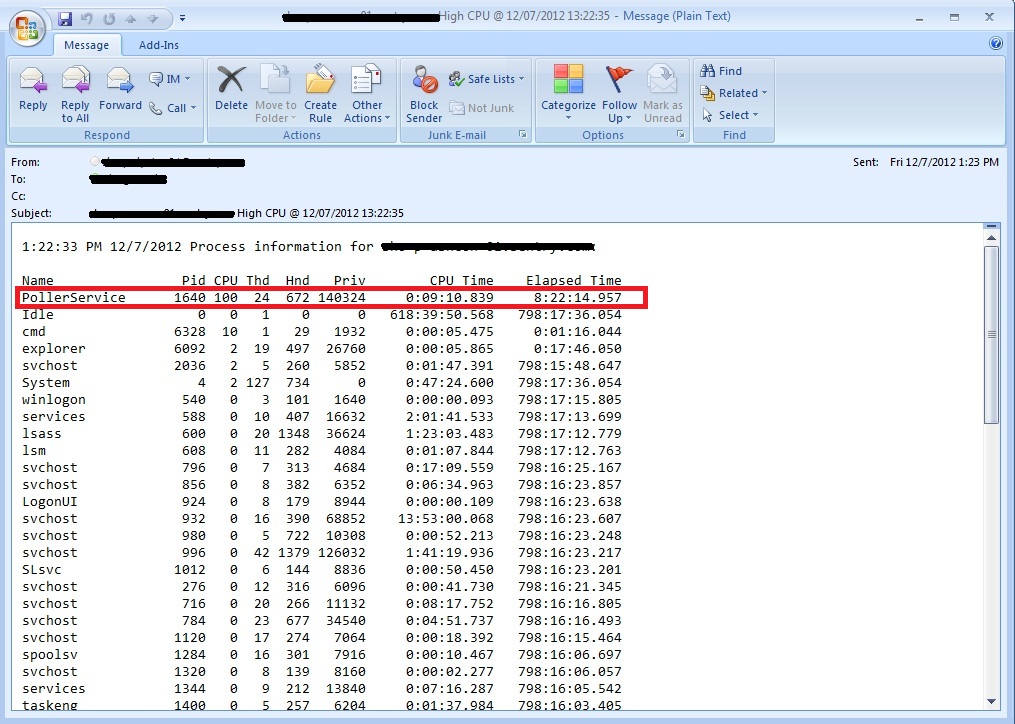 High CPU @ 12/07/2012 13:22:35 - Message (Plain Text)
Message Add-Ins
Reply
Reply to All
Forward
IM
Call
Respond
Delete
Move to Folder
Create Rule
Other Actions
Actions
Block Sender
Safe Lists
Not Junk
Junk E-mail
Categorize
Follow Up
Mark as Unread
Options
Find
Related
Select
Find
From:
Sent: Fri 12/7/2012 1:23 PM
To:
Cc:
Subject: High CPU @ 12/07/2012 13:22:35
1:22:33 PM 12/7/2012 Process information for
Name Pid CPU Thd Hnd Priv CPU Time Elapsed Time
PollerService 1640 100 24 672 140324 0:09:10.839 8:22:14.957
Idle 0 0 1 0 0 618:39:50.568 798:17:36.054
cmd 6328 10 1 29 1932 0:00:05.475 0:01:16.044
explorer 6092 2 19 497 26760 0:00:05.865 0:17:46.050
svchost 2036 2 5 260 5852 0:01:47.391 798:15:48.647
System 4 2 127 734 0 0:47:24.600 798:17:36.054
winlogon 540 0 3 101 1640 0:00:00.093 798:17:15.805
services 588 0 10 407 16632 2:01:41.533 798:17:13.699
lsass 600 0 20 1348 36624 1:23:03.483 798:17:12.779
lsm 608 0 11 282 4084 0:01:07.844 798:17:12.763
svchost 796 0 7 313 4684 0:17:09.559 798:16:25.167
svchost 856 0 8 382 6352 0:06:34.963 798:16:23.857
LogonUI 924 0 8 179 8944 0:00:00.109 798:16:23.638
svchost 932 0 16 390 68852 13:53:00.068 798:16:23.607
svchost 980 0 5 722 10308 0:00:52.213 798:16:23.248
svchost 996 0 42 1379 126032 1:41:19.936 798:16:23.217
SLsvc 1012 0 6 144 8836 0:00:50.450 798:16:23.201
svchost 276 0 12 316 6096 0:00:41.730 798:16:21.345
svchost 716 0 20 266 11132 0:08:17.752 798:16:16.805
svchost 784 0 23 677 34540 0:04:51.737 798:16:16.493
svchost 1120 0 17 274 7064 0:00:18.392 798:16:15.464
spoolsv 1284 0 16 301 7916 0:00:10.467 798:16:06.697
svchost 1320 0 8 139 8160 0:00:02.277 798:16:06.057
services 1344 0 9 212 13840 0:07:16.287 798:16:05.542
taskeng 1400 0 5 257 6204 0:01:37.984 798:16:03.405